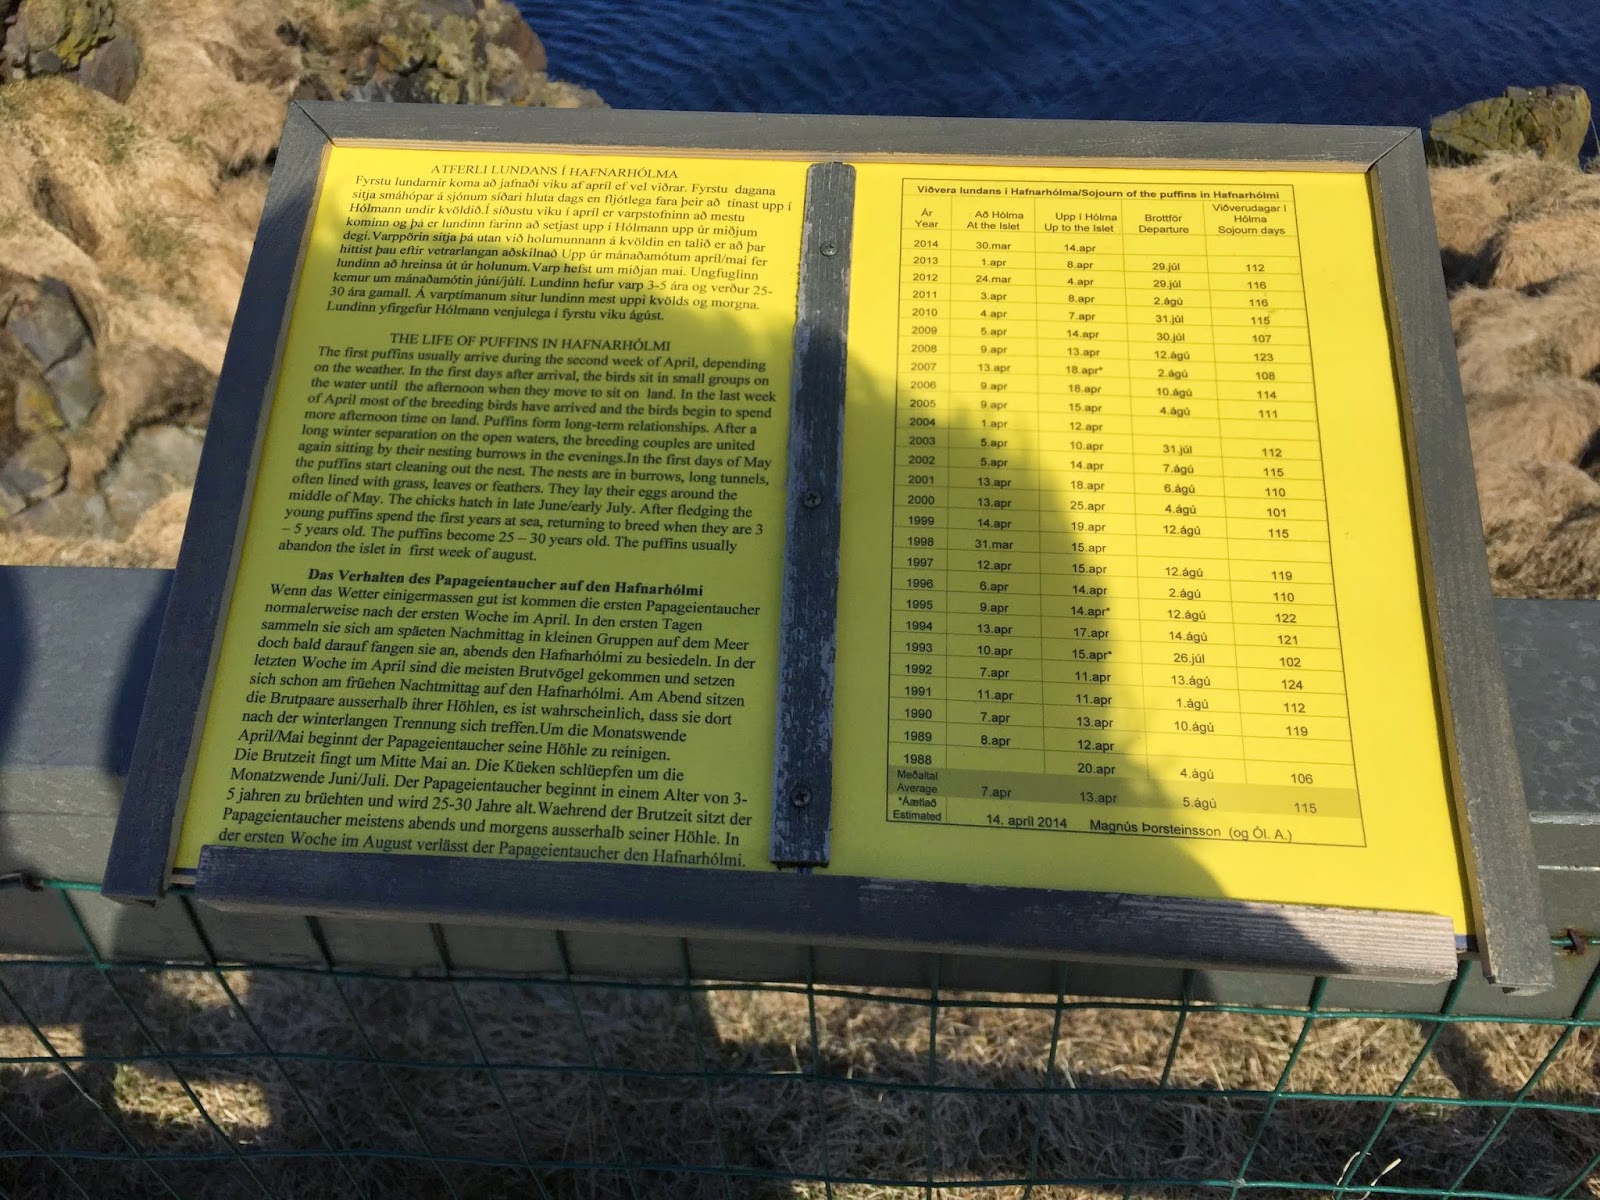 ATFERLI LUNDANS Í HAFNARHÓLMA
Fyrstu lundarnir koma að jafnaði viku af apríl ef vel viðrar. Fyrstu dagana
sitja smáhópar á sjónum síðari hluta dags en fljótlega fara þeir að tínast upp í
Hólmann undir kvöldið.Í síðustu viku í apríl er varpstofninn að mestu
kominn og þá er lundinn farinn að setjast upp í Hólmann upp úr miðjum
degi.Varppörin sitja þá utan við holumunnann á kvöldin en talið er að þar
hittist þau eftir vetrarlangan aðskilnað Upp úr mánaðamótum apríl/mai fer
lundinn að hreinsa út úr holunum.Varp hefst um miðjan mai. Ungfuglinn
kemur um mánaðamótin júní/júlí. Lundinn hefur varp 3-5 ára og verður 25-
30 ára gamall. Á varptímanum situr lundinn mest uppi kvölds og morgna.
Lundinn yfirgefur Hólmann venjulega í fyrstu viku ágúst.
THE LIFE OF PUFFINS IN HAFNARHÓLMI
The first puffins usually arrive during the second week of April, depending
on the weather. In the first days after arrival, the birds sit in small groups on
the water until the afternoon when they move to sit on land. In the last week
of April most of the breeding birds have arrived and the birds begin to spend
more afternoon time on land. Puffins form long-term relationships. After a
long winter separation on the open waters, the breeding couples are united
again sitting by their nesting burrows in the evenings.In the first days of May
the puffins start cleaning out the nest. The nests are in burrows, long tunnels,
often lined with grass, leaves or feathers. They lay their eggs around the
middle of May. The chicks hatch in late June/early July. After fledging the
young puffins spend the first years at sea, returning to breed when they are 3
– 5 years old. The puffins become 25 – 30 years old. The puffins usually
abandon the islet in first week of august.
Das Verhalten des Papageientaucher auf den Hafnarhólmi
Wenn das Wetter einigermassen gut ist kommen die ersten Papageientaucher
normalerweise nach der ersten Woche im April. In den ersten Tagen
sammeln sie sich am späeten Nachmittag in kleinen Gruppen auf dem Meer
doch bald darauf fangen sie an, abends den Hafnarhólmi zu besiedeln. In der
letzten Woche im April sind die meisten Brutvögel gekommen und setzen
sich schon am früehen Nachtmittag auf den Hafnarhólmi. Am Abend sitzen
die Brutpaare ausserhalb ihrer Höhlen, es ist wahrscheinlich, dass sie dort
nach der winterlangen Trennung sich treffen.Um die Monatswende
April/Mai beginnt der Papageientaucher seine Höhle zu reinigen.
Die Brutzeit fingt um Mitte Mai an. Die Küeken schlüepfen um die
Monatzwende Juni/Juli. Der Papageientaucher beginnt in einem Alter von 3-
5 jahren zu brüehten und wird 25-30 Jahre alt.Waehrend der Brutzeit sitzt der
Papageientaucher meistens abends und morgens ausserhalb seiner Höhle. In
der ersten Woche im August verlässt der Papageientaucher den Hafnarhólmi.
Viðvera lundans í Hafnarhólma/Sojourn of the puffins in Hafnarhólmi
Ár Að Hólma Upp í Hólma Brottför Viðverudagar í Hólma
Year At the Islet Up to the Islet Departure Sojourn days
2014 30.mar 14.apr
2013 1.apr 8.apr 29.júl 112
2012 24.mar 4.apr 29.júl 116
2011 3.apr 8.apr 2.ágú 116
2010 4.apr 7.apr 31.júl 115
2009 5.apr 14.apr 30.júl 107
2008 9.apr 13.apr 12.ágú 123
2007 13.apr 18.apr* 2.ágú 108
2006 9.apr 18.apr 10.ágú 114
2005 9.apr 15.apr 4.ágú 111
2004 1.apr 12.apr
2003 5.apr 10.apr 31.júl 112
2002 5.apr 14.apr 7.ágú 115
2001 13.apr 18.apr 6.ágú 110
2000 13.apr 25.apr 4.ágú 101
1999 14.apr 19.apr 12.ágú 115
1998 31.mar 15.apr
1997 12.apr 15.apr 12.ágú 119
1996 6.apr 14.apr 2.ágú 110
1995 9.apr 14.apr* 12.ágú 122
1994 13.apr 17.apr 14.ágú 121
1993 10.apr 15.apr* 26.júl 102
1992 7.apr 11.apr 13.ágú 124
1991 11.apr 11.apr 1.ágú 112
1990 7.apr 13.apr 10.ágú 119
1989 8.apr 12.apr
1988 20.apr 4.ágú 106
Meðaltal
Average 7.apr 13.apr 5.ágú 115
*Áætlað
Estimated 14. apríl 2014 Magnús Þorsteinsson (og Ól. A.)